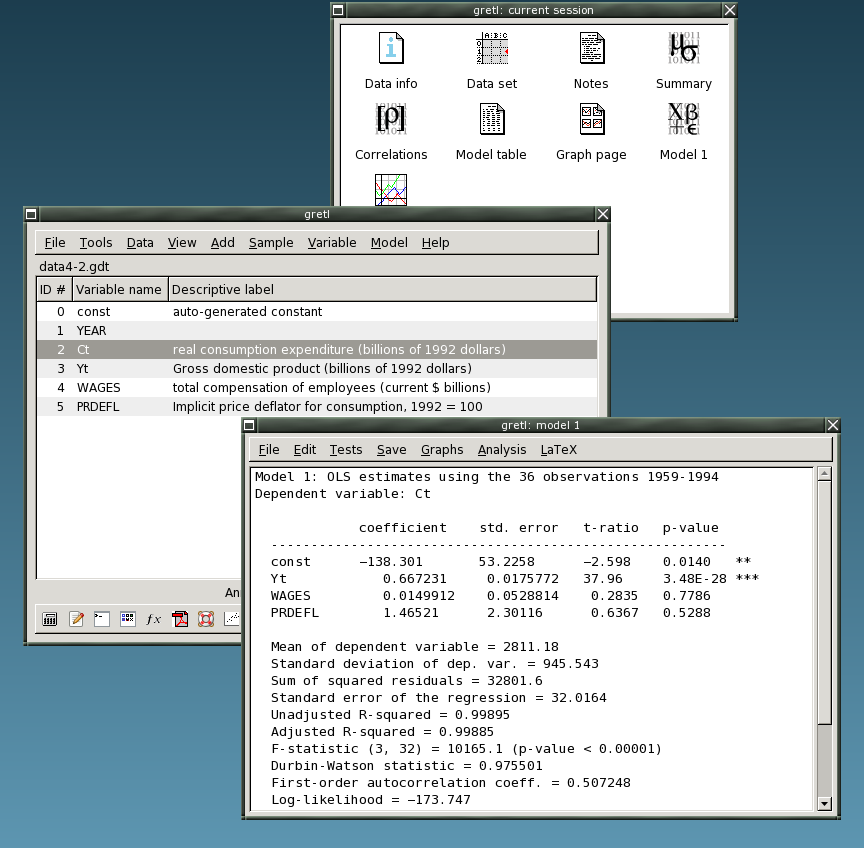 gretl: current session
A:B:C
Data info
Data set
Notes
Summary
Correlations
Model table
Graph page
Model 1
gretl
File Tools Data View Add Sample Variable Model Help
data4-2.gdt
ID # Variable name Descriptive label
0 const auto-generated constant
1 YEAR
2 Ct real consumption expenditure (billions of 1992 dollars)
3 Yt Gross domestic product (billions of 1992 dollars)
4 WAGES total compensation of employees (current $ billions)
5 PRDEFL Implicit price deflator for consumption, 1992 = 100
An
fx
gretl: model 1
File Edit Tests Save Graphs Analysis LaTeX
Model 1: OLS estimates using the 36 observations 1959-1994
Dependent variable: Ct
coefficient std. error t-ratio p-value
---------------------------------------------------------
const −138.301 53.2258 −2.598 0.0140 **
Yt 0.667231 0.0175772 37.96 3.48E-28 ***
WAGES 0.0149912 0.0528814 0.2835 0.7786
PRDEFL 1.46521 2.30116 0.6367 0.5288
Mean of dependent variable = 2811.18
Standard deviation of dep. var. = 945.543
Sum of squared residuals = 32801.6
Standard error of the regression = 32.0164
Unadjusted R-squared = 0.99895
Adjusted R-squared = 0.99885
F-statistic (3, 32) = 10165.1 (p-value < 0.00001)
Durbin-Watson statistic = 0.975501
First-order autocorrelation coeff. = 0.507248
Log-likelihood = −173.747